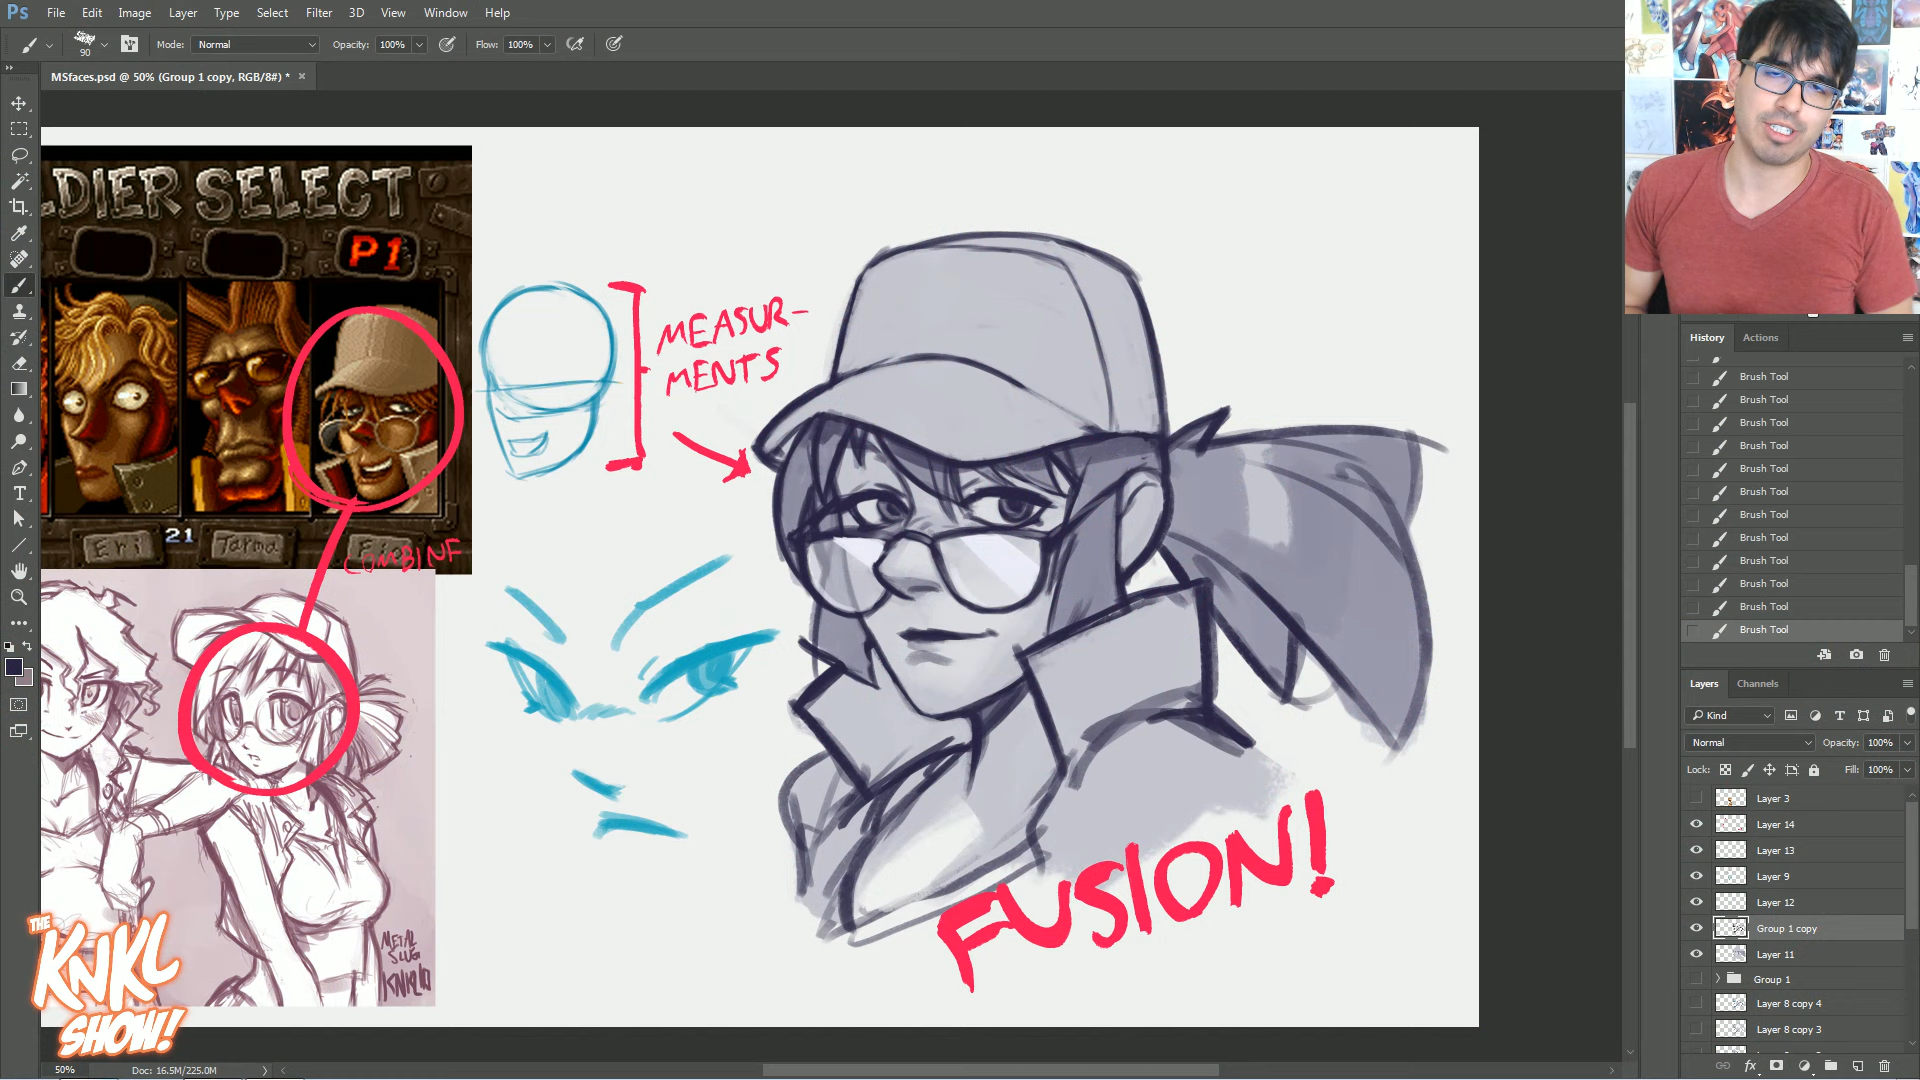 Ps File Edit Image Layer Type Select Filter 3D View Window Help
90 Mode: Normal Opacity: 100% Flow: 100%
MSfaces.psd @ 50% (Group 1 copy, RGB/8#) * ×
LDIER SELECT
P1
Eri 21 Tarma
COMBINE
MEASUR-
MENTS
FUSION!
METAL
SLUG
KNKL
THE
KNKL
SHOW!
History Actions
Brush Tool
Brush Tool
Brush Tool
Brush Tool
Brush Tool
Brush Tool
Brush Tool
Brush Tool
Brush Tool
Brush Tool
Brush Tool
Brush Tool
Layers Channels
Kind
Normal Opacity: 100%
Lock: Fill: 100%
Layer 3
Layer 14
Layer 13
Layer 9
Layer 12
Group 1 copy
Layer 11
Group 1
Layer 8 copy 4
Layer 8 copy 3
50% Doc: 16.5M/225.0M